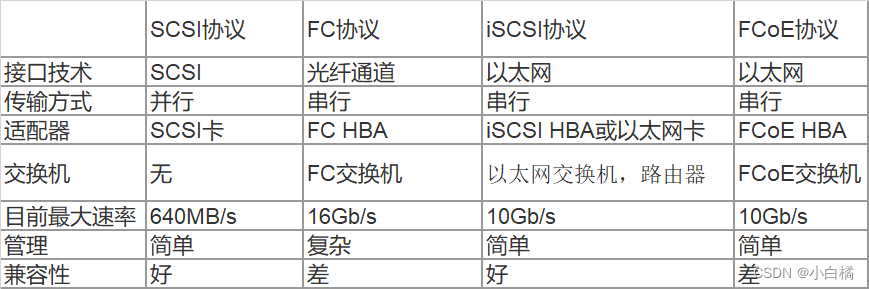 SCSI协议 FC协议 iSCSI协议 FCoE协议
接口技术 SCSI 光纤通道 以太网 以太网
传输方式 并行 串行 串行 串行
适配器 SCSI卡 FC HBA iSCSI HBA或以太网卡 FCoE HBA
交换机 无 FC交换机 以太网交换机，路由器 FCoE交换机
目前最大速率 640MB/s 16Gb/s 10Gb/s 10Gb/s
管理 简单 复杂 简单 简单
兼容性 好 差 好 差
CSDN @小白橘